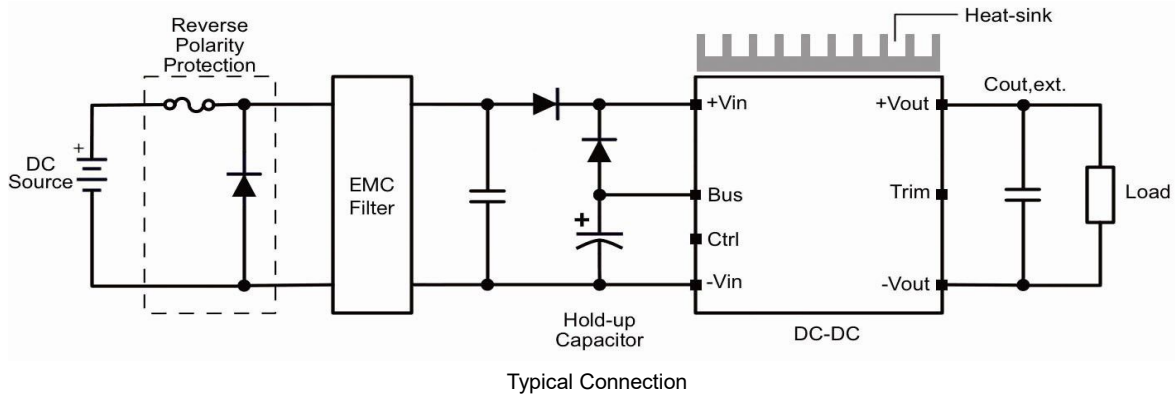 Reverse
Polarity
Protection
Heat-sink
+
DC
Source
EMC
Filter
+
Hold-up
Capacitor
+Vin
Bus
Ctrl
-Vin
+Vout
Trim
-Vout
DC-DC
Cout,ext.
Load
Typical Connection